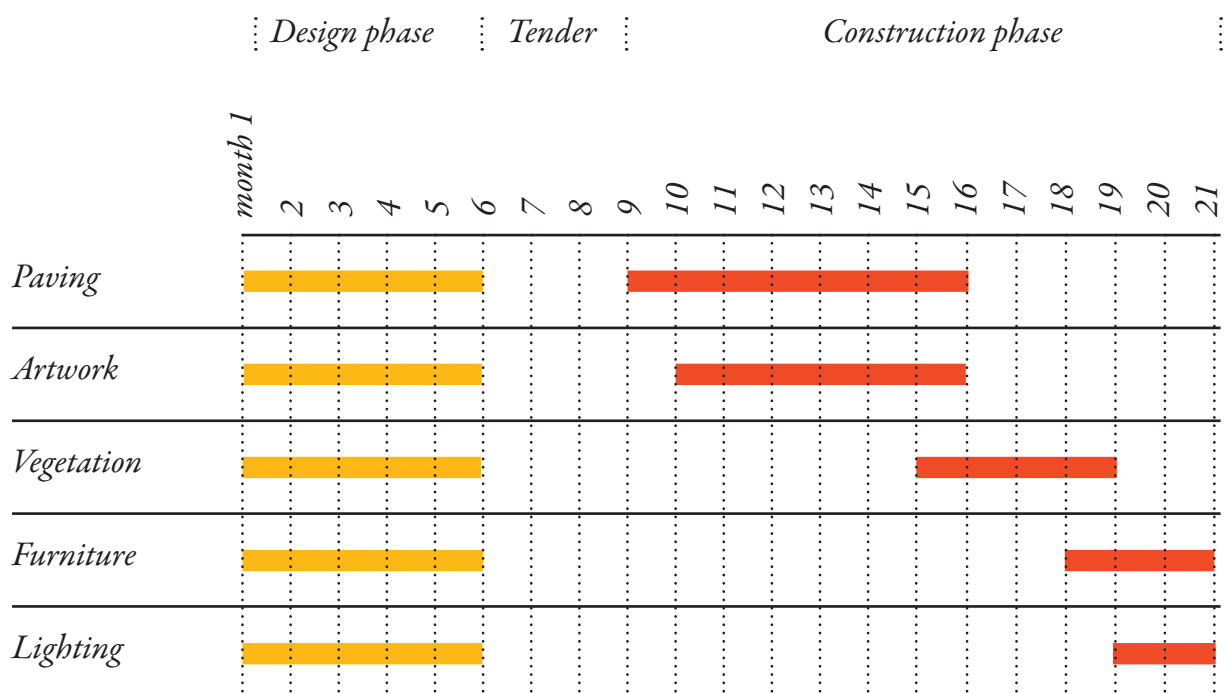 Design phase Tender Construction phase
month 1 2 3 4 5 6 7 8 9 10 11 12 13 14 15 16 17 18 19 20 21
Paving
Artwork
Vegetation
Furniture
Lighting